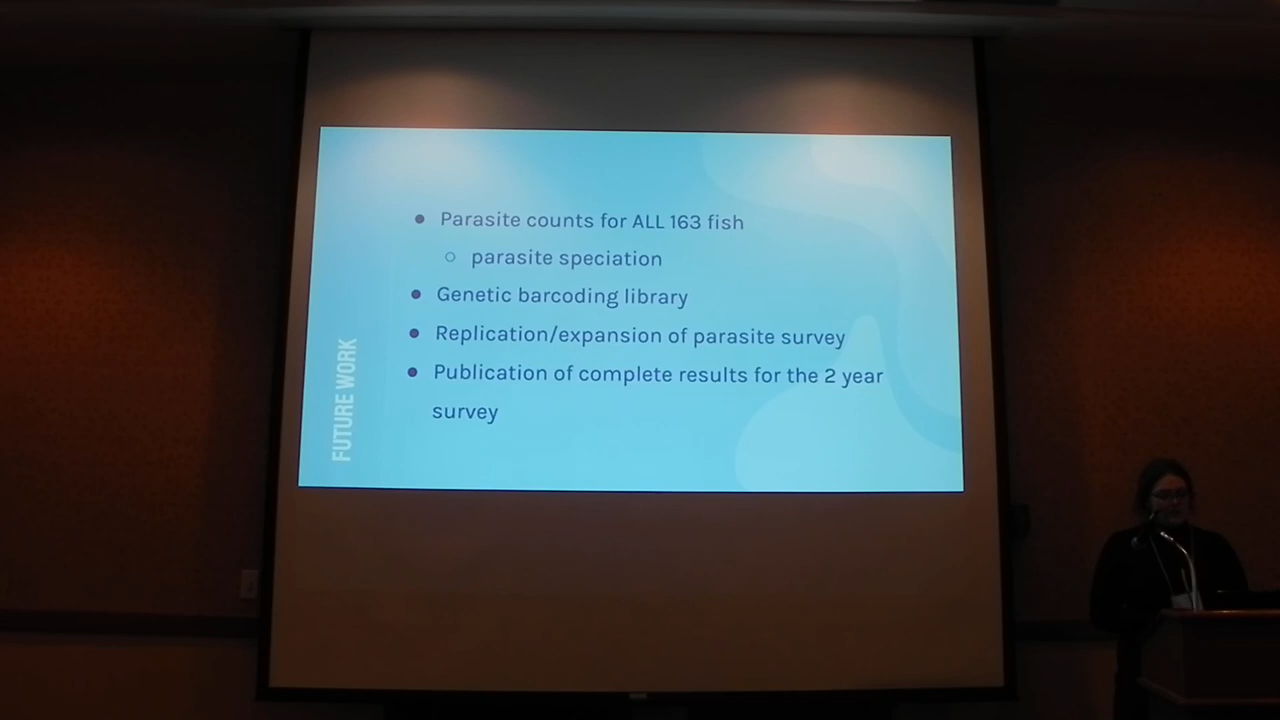 ● Parasite counts for ALL 163 fish
○ parasite speciation
● Genetic barcoding library
● Replication/expansion of parasite survey
● Publication of complete results for the 2 year
survey
FUTURE WORK